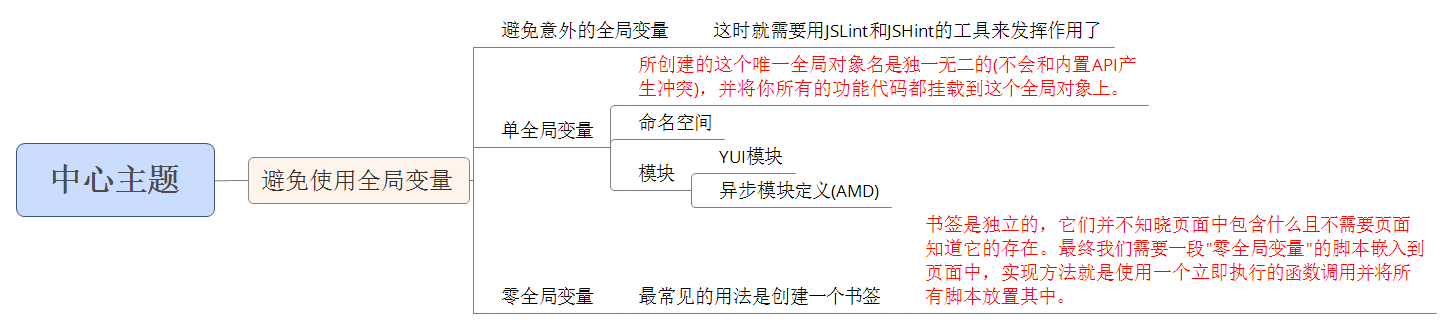 中心主题
避免使用全局变量
避免意外的全局变量
这时就需要用JSLint和JSHint的工具来发挥作用了
单全局变量
所创建的这个唯一全局对象名是独一无二的(不会和内置API产
生冲突)，并将你所有的功能代码都挂载到这个全局对象上。
命名空间
模块
YUI模块
异步模块定义(AMD)
零全局变量
最常见的用法是创建一个书签
书签是独立的，它们并不知晓页面中包含什么且不需要页面
知道它的存在。最终我们需要一段"零全局变量"的脚本嵌入到
页面中，实现方法就是使用一个立即执行的函数调用并将所
有脚本放置其中。